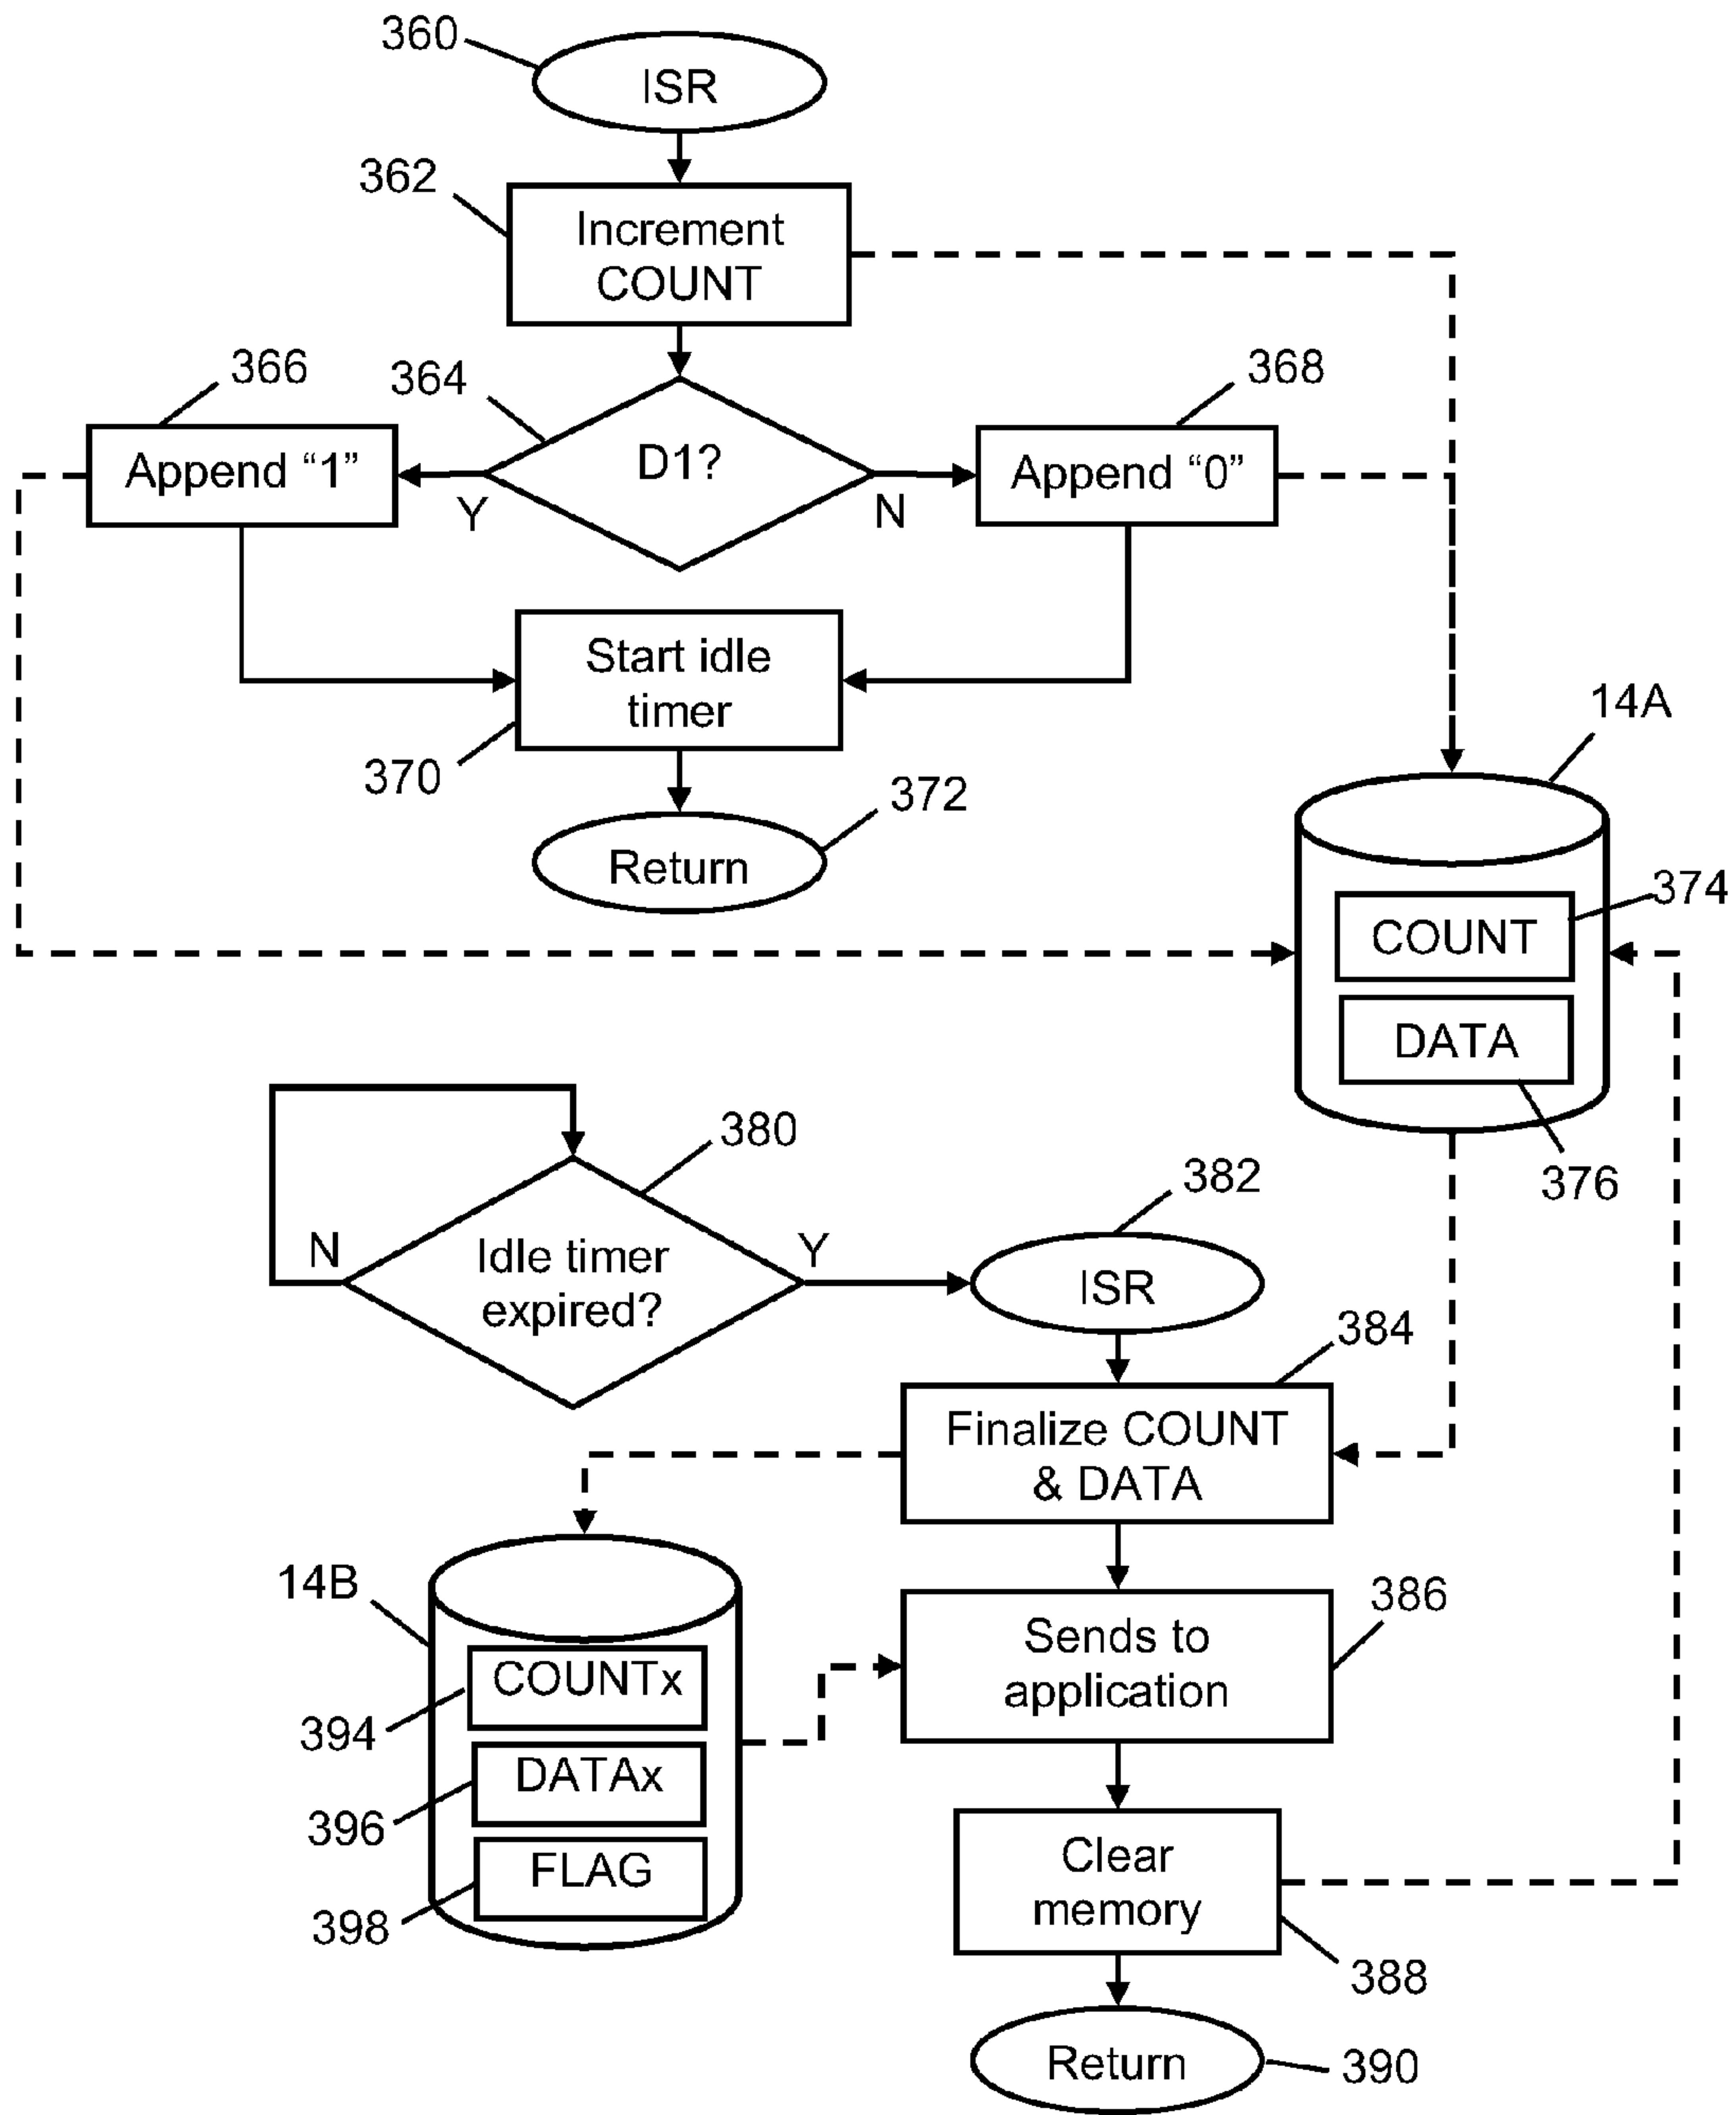 360
ISR
362
Increment
COUNT
366
364
368
Append “1”
D1?
Append “0”
Y
N
Start idle
timer
370
14A
372
Return
374
COUNT
DATA
380
376
382
N
Y
Idle timer
expired?
ISR
384
Finalize COUNT
& DATA
14B
386
Sends to
application
COUNTx
394
DATAx
396
Clear
memory
FLAG
398
388
Return
390